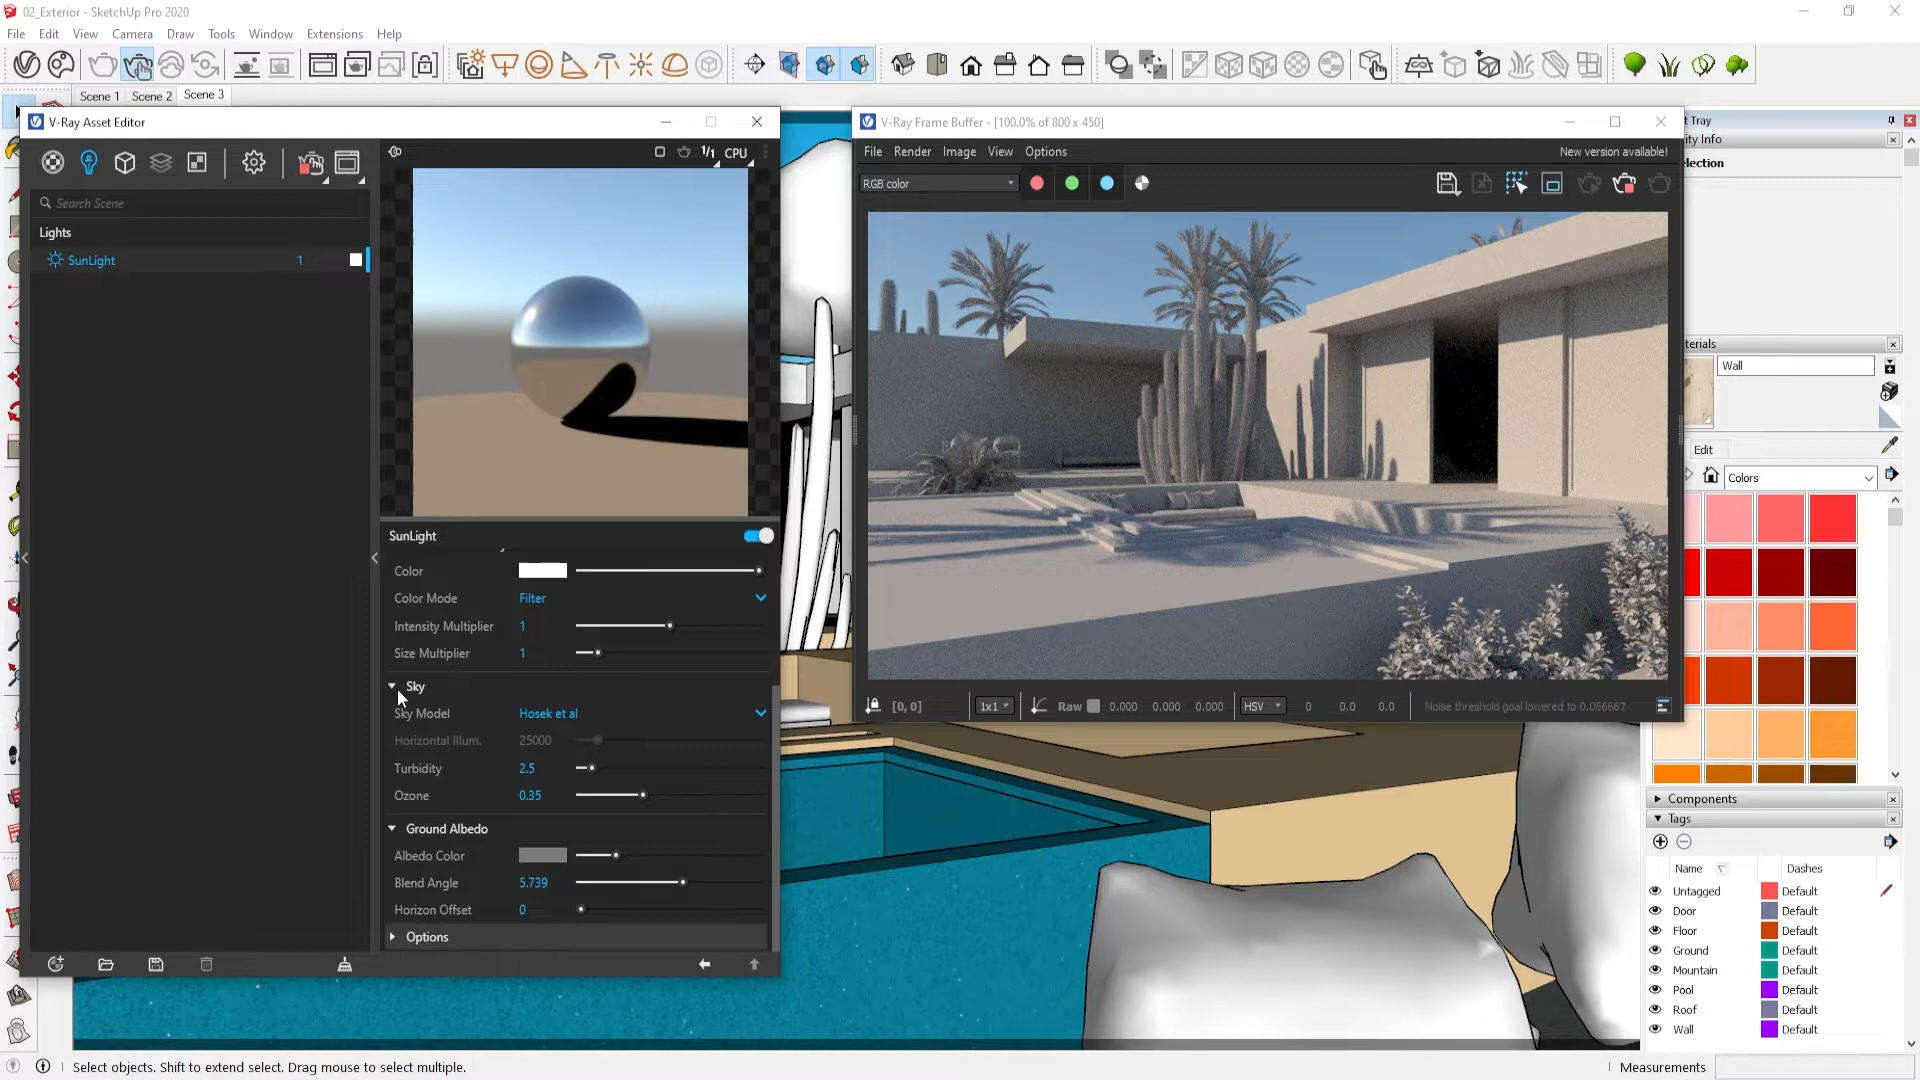 02_Exterior - SketchUp Pro 2020
File Edit View Camera Draw Tools Window Extensions Help
Scene 1 Scene 2 Scene 3
V-Ray Asset Editor
1/1 CPU
Search Scene
Lights
SunLight 1
SunLight
Color
Color Mode Filter
Intensity Multiplier 1
Size Multiplier 1
Sky
Sky Model Hosek et al
Horizontal Illum. 25000
Turbidity 2.5
Ozone 0.35
Ground Albedo
Albedo Color
Blend Angle 5.739
Horizon Offset 0
Options
V-Ray Frame Buffer - [100.0% of 800 x 450]
File Render Image View Options New version available!
RGB color
[0, 0] 1x1 Raw 0.000 0.000 0.000 HSV 0 0.0 0.0 Noise threshold goal lowered to 0.066667
t Tray
ity Info
lection
terials
Wall
Edit
Colors
Components
Tags
Name Dashes
Untagged Default
Door Default
Floor Default
Ground Default
Mountain Default
Pool Default
Roof Default
Wall Default
Select objects. Shift to extend select. Drag mouse to select multiple.
Measurements